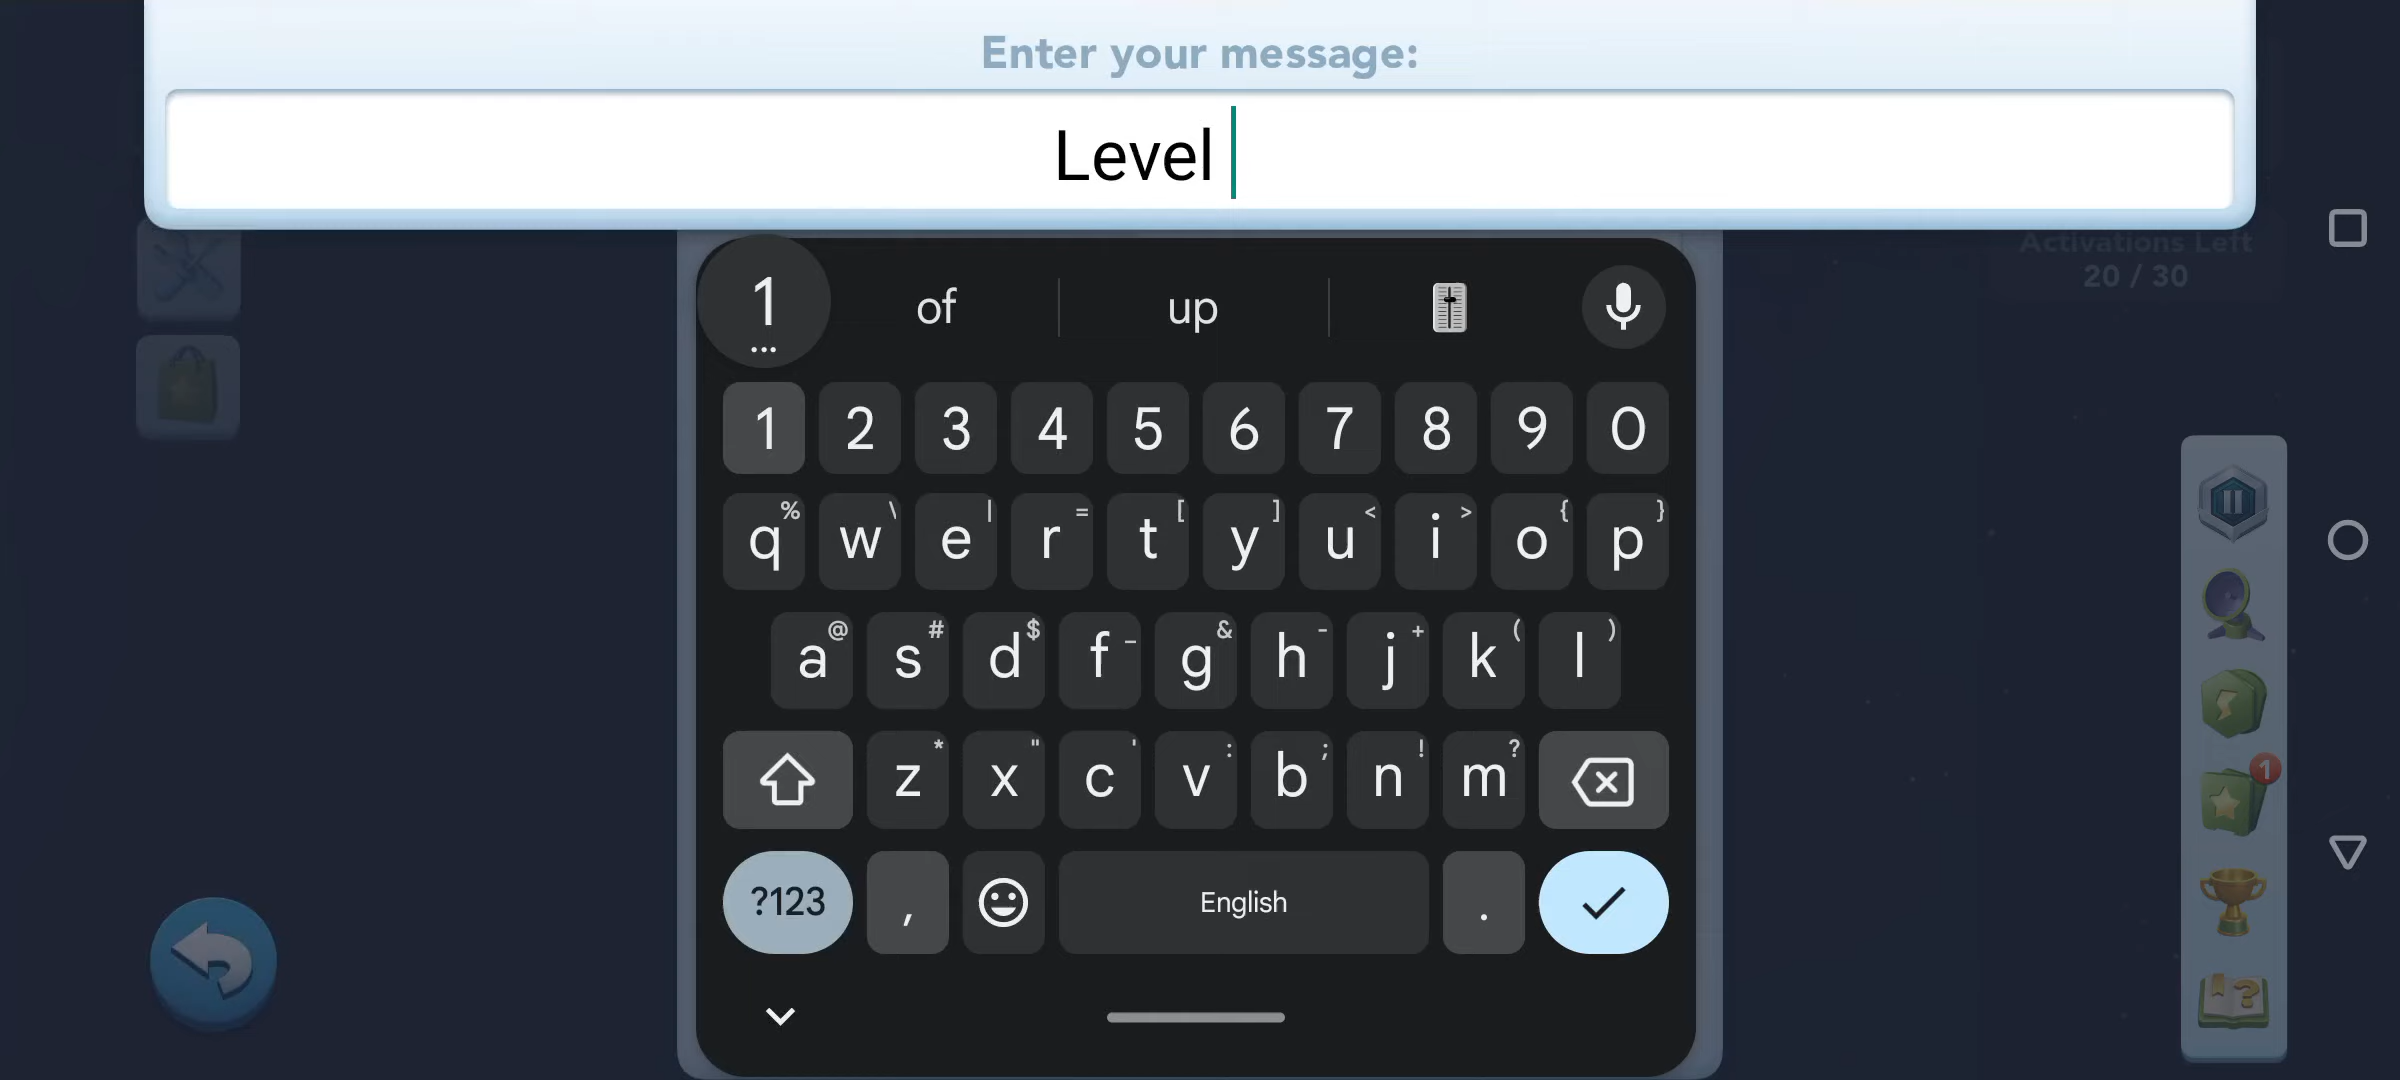 Enter your message:
Level
Activations Left
20 / 30
1
...
of
up
1 2 3 4 5 6 7 8 9 0
q % w \ e | r = t [ y ] u < i > o { p }
a @ s # d $ f _ g & h - j + k ( l )
z * x " c ' v : b ; n ! m ?
?123 , English .
1
?